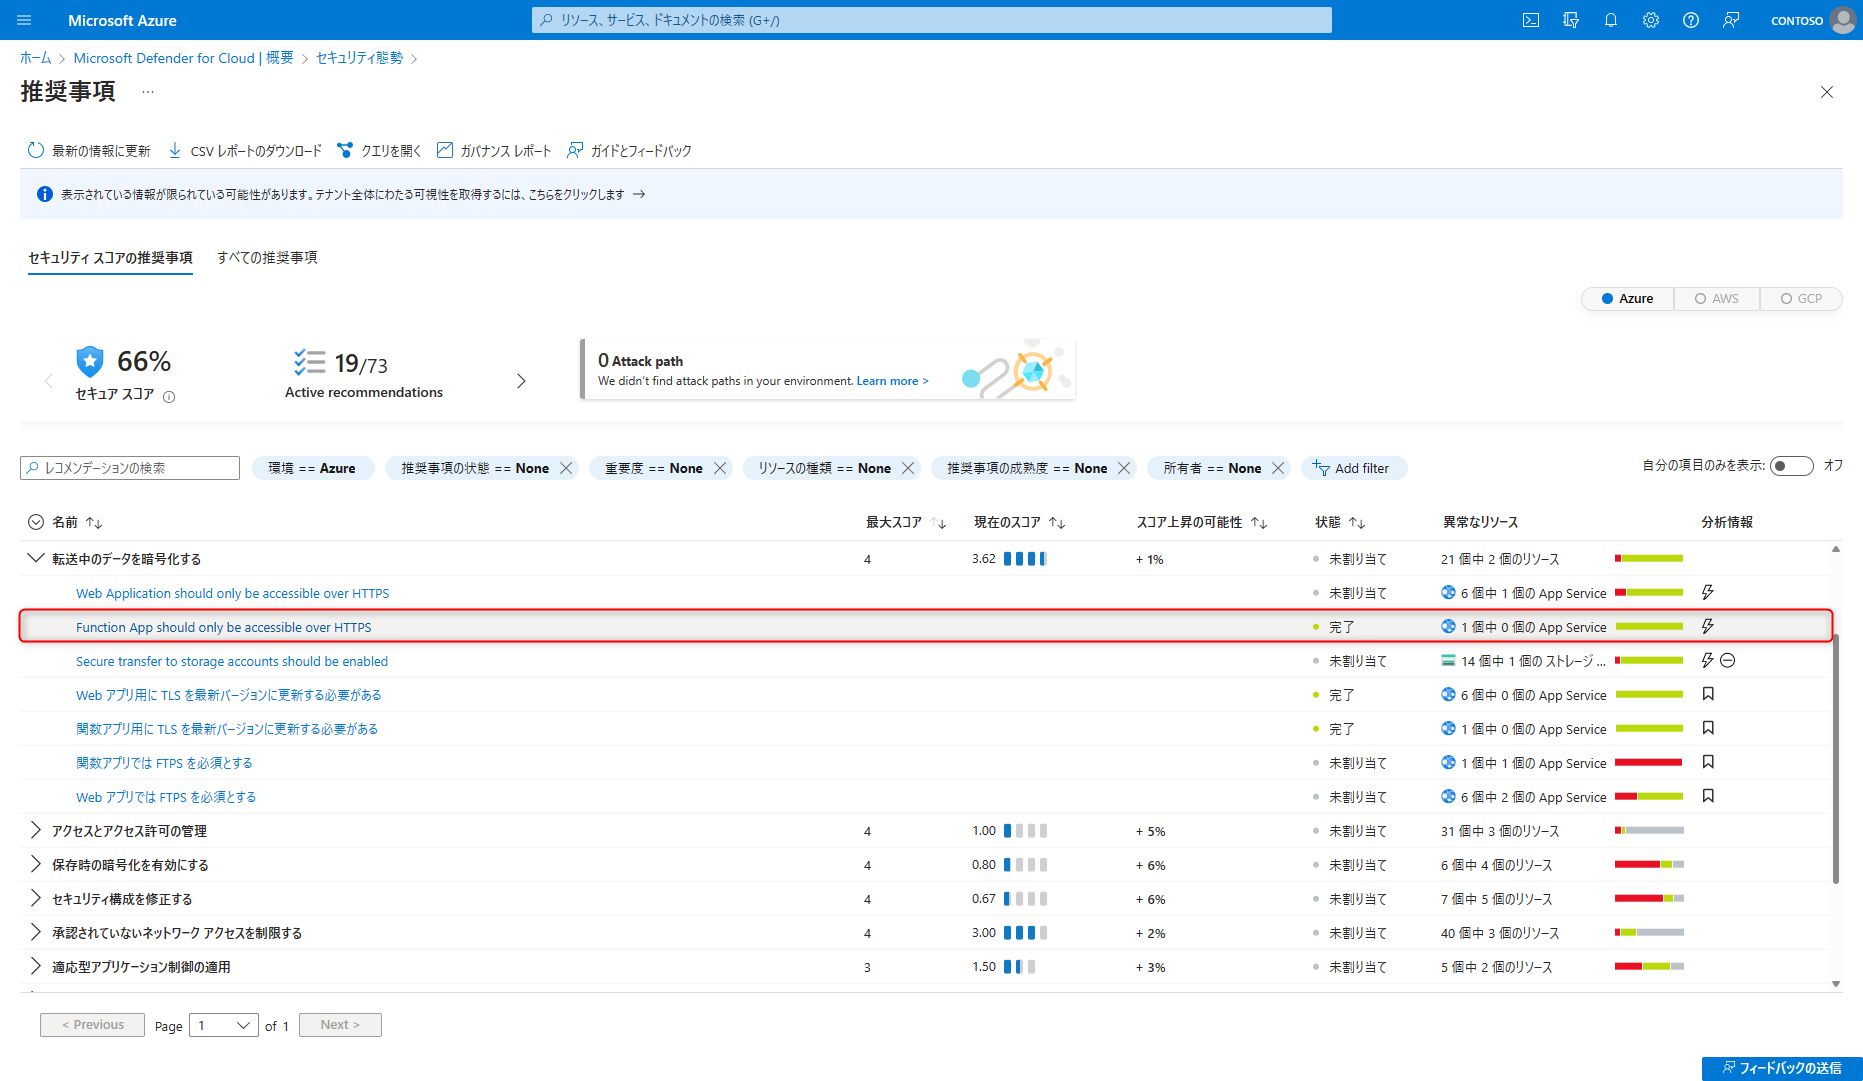 Microsoft Azure
リソース、サービス、ドキュメントの検索 (G+/)
CONTOSO
ホーム > Microsoft Defender for Cloud | 概要 > セキュリティ態勢 >
推奨事項 ...
最新の情報に更新 CSV レポートのダウンロード クエリを開く ガバナンス レポート ガイドとフィードバック
表示されている情報が限られている可能性があります。テナント全体にわたる可視性を取得するには、こちらをクリックします →
セキュリティ スコアの推奨事項 すべての推奨事項
Azure AWS GCP
66%
セキュア スコア
19/73
Active recommendations
0 Attack path
We didn't find attack paths in your environment. Learn more >
レコメンデーションの検索 環境 == Azure 推奨事項の状態 == None 重要度 == None リソースの種類 == None 推奨事項の成熟度 == None 所有者 == None Add filter 自分の項目のみを表示: オフ
名前 ↑↓ 最大スコア ↑↓ 現在のスコア ↑↓ スコア上昇の可能性 ↑↓ 状態 ↑↓ 異常なリソース 分析情報
転送中のデータを暗号化する 4 3.62 + 1% 未割り当て 21 個中 2 個のリソース
Web Application should only be accessible over HTTPS 未割り当て 6 個中 1 個の App Service
Function App should only be accessible over HTTPS 完了 1 個中 0 個の App Service
Secure transfer to storage accounts should be enabled 未割り当て 14 個中 1 個の ストレージ ...
Web アプリ用に TLS を最新バージョンに更新する必要がある 完了 6 個中 0 個の App Service
関数アプリ用に TLS を最新バージョンに更新する必要がある 完了 1 個中 0 個の App Service
関数アプリでは FTPS を必須とする 未割り当て 1 個中 1 個の App Service
Web アプリでは FTPS を必須とする 未割り当て 6 個中 2 個の App Service
アクセスとアクセス許可の管理 4 1.00 + 5% 未割り当て 31 個中 3 個のリソース
保存時の暗号化を有効にする 4 0.80 + 6% 未割り当て 6 個中 4 個のリソース
セキュリティ構成を修正する 4 0.67 + 6% 未割り当て 7 個中 5 個のリソース
承認されていないネットワーク アクセスを制限する 4 3.00 + 2% 未割り当て 40 個中 3 個のリソース
適応型アプリケーション制御の適用 3 1.50 + 3% 未割り当て 5 個中 2 個のリソース
< Previous Page 1 of 1 Next >
フィードバックの送信